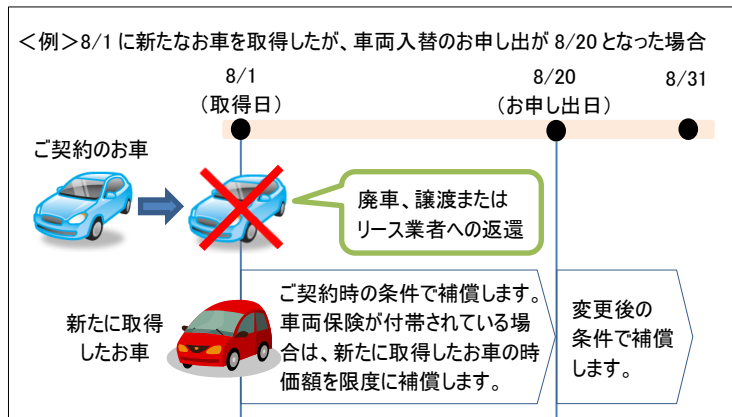 <例>8/1に新たなお車を取得したが、車両入替のお申し出が8/20となった場合
8/1
(取得日)
8/20
(お申し出日)
8/31
ご契約のお車
廃車、譲渡または
リース業者への返還
新たに取得
したお車
ご契約時の条件で補償します。
車両保険が付帯されている場
合は、新たに取得したお車の時
価額を限度に補償します。
変更後の
条件で補償
します。